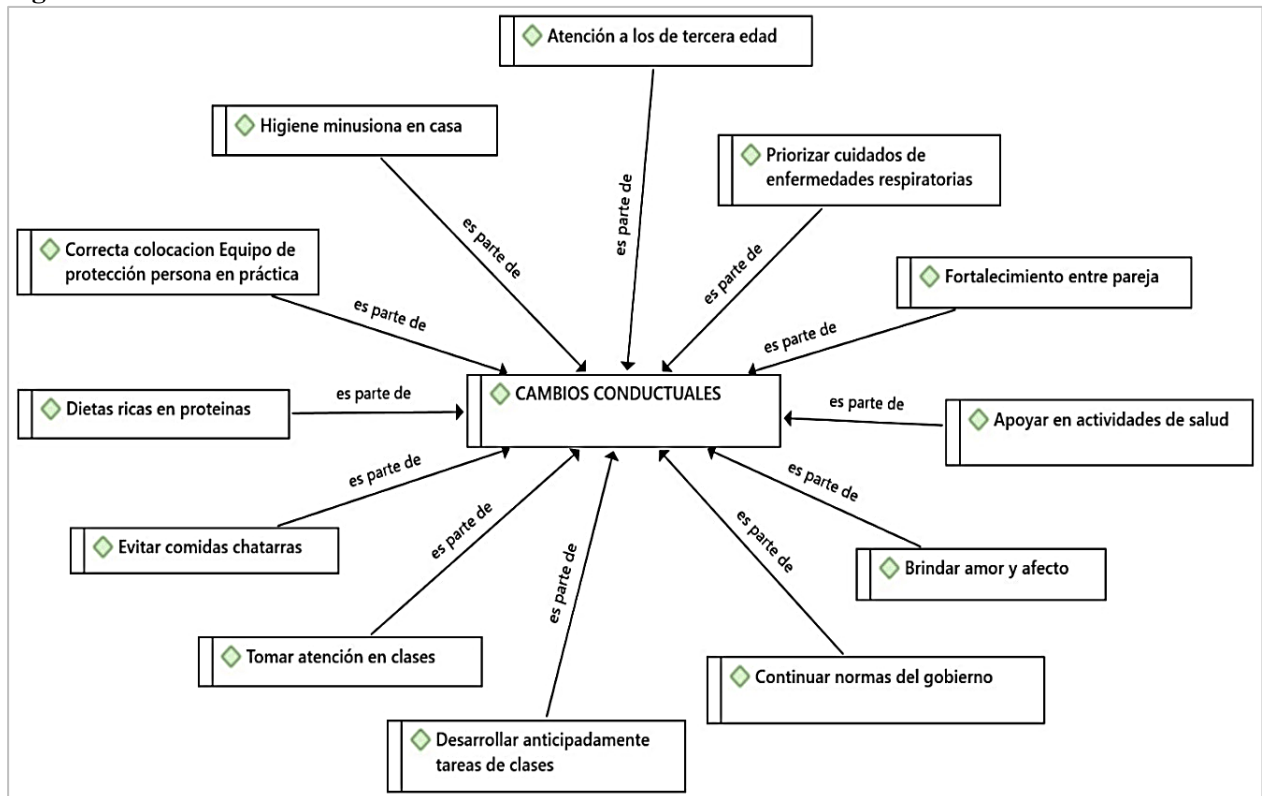 Atención a los de tercera edad
Higiene minusiona en casa
Priorizar cuidados de
enfermedades respiratorias
Correcta colocacion Equipo de
protección persona en práctica
Fortalecimiento entre pareja
es parte de
es parte de
es parte de
es parte de
es parte de
CAMBIOS CONDUCTUALES
Dietas ricas en proteinas
es parte de
es parte de
Apoyar en actividades de salud
es parte de
es parte de
es parte de
es parte de
es parte de
Evitar comidas chatarras
Brindar amor y afecto
Tomar atención en clases
Continuar normas del gobierno
Desarrollar anticipadamente
tareas de clases